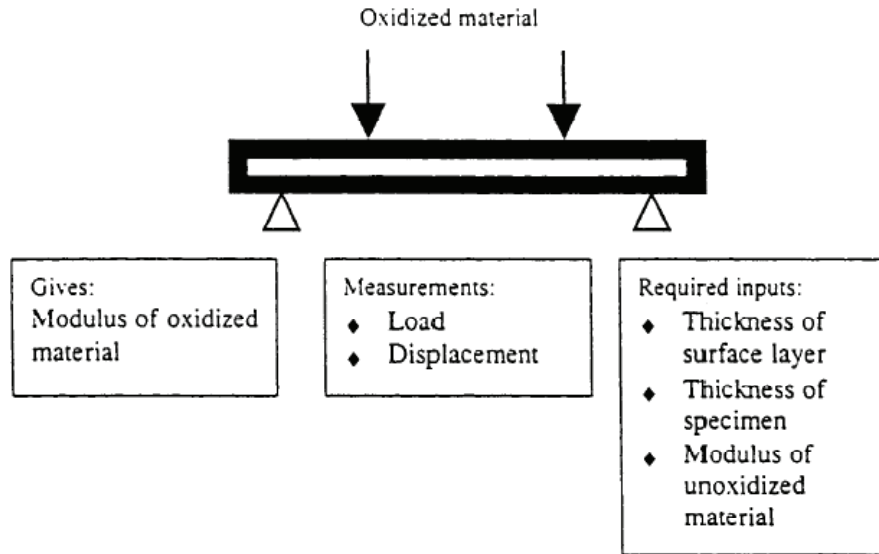 Oxidized material
Gives:
Modulus of oxidized
material
Measurements:
♦ Load
♦ Displacement
Required inputs:
♦ Thickness of
surface layer
♦ Thickness of
specimen
♦ Modulus of
unoxidized
material